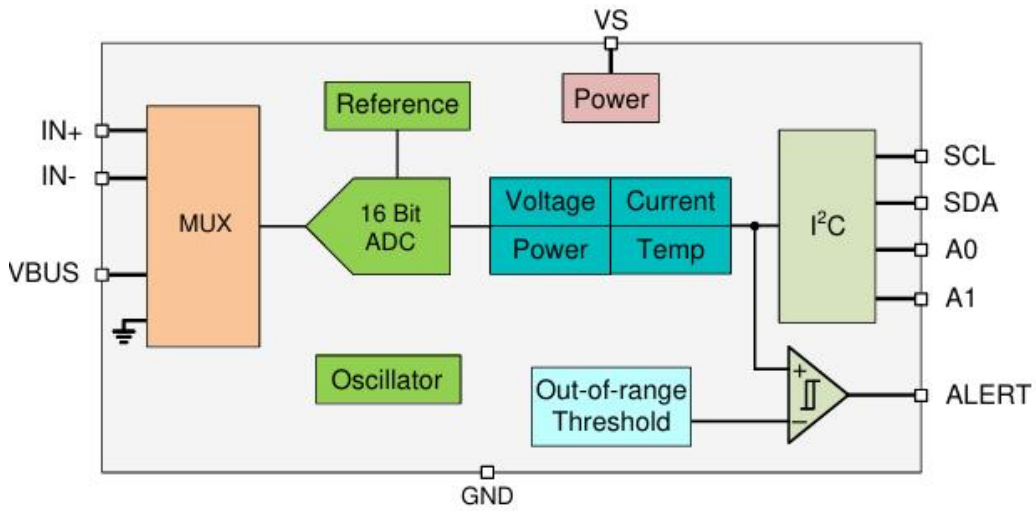 VS
Power
Reference
IN+
IN-
VBUS
MUX
16 Bit
ADC
Voltage
Current
Power
Temp
I²C
SCL
SDA
A0
A1
Oscillator
Out-of-range
Threshold
+
−
ALERT
GND